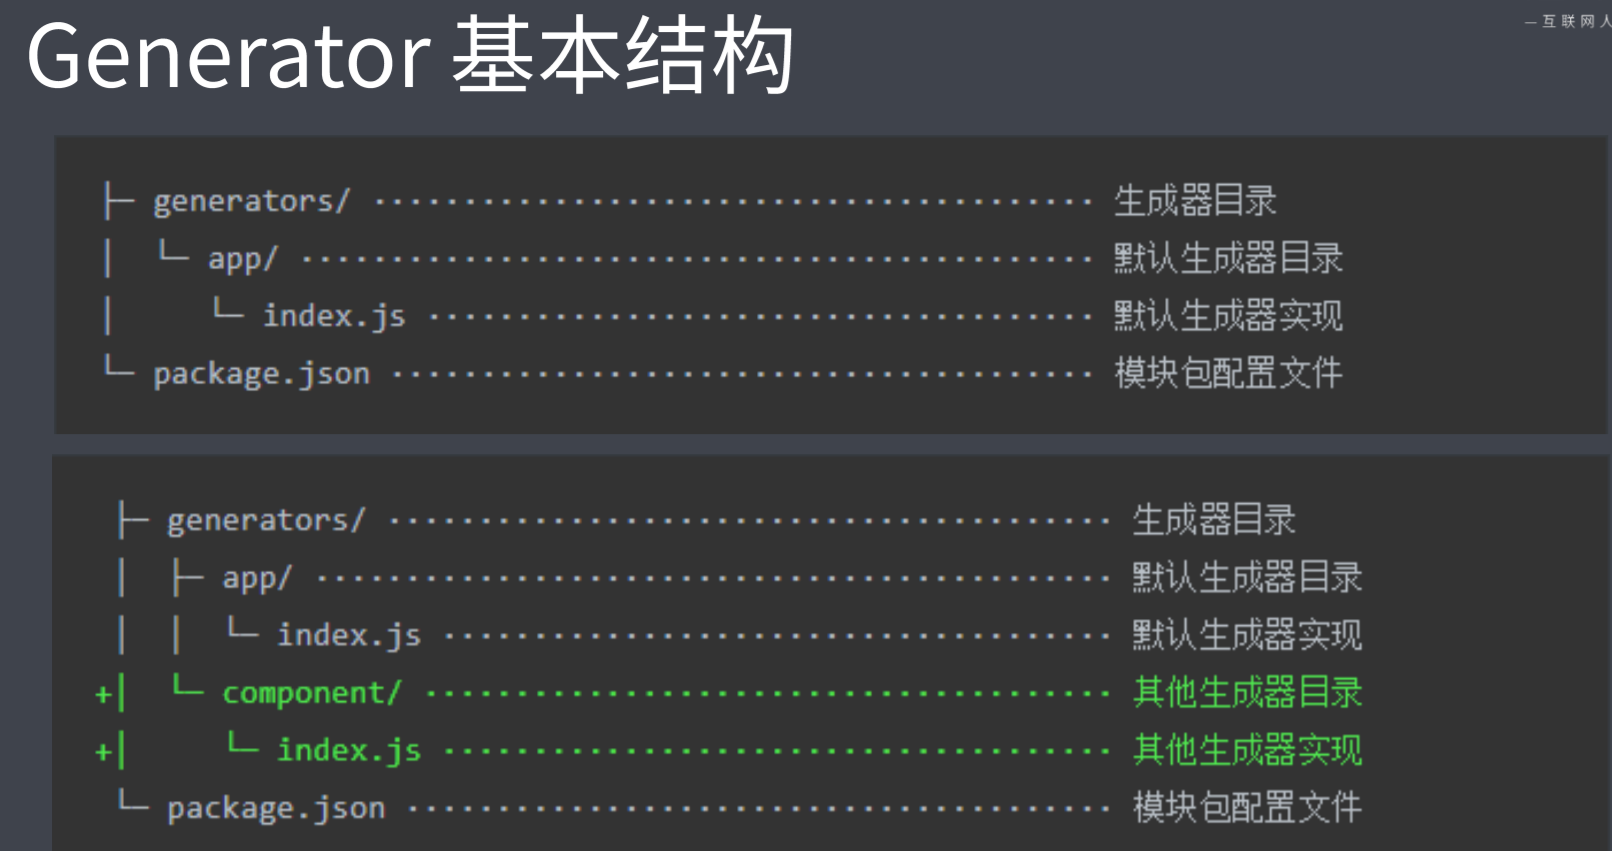 — 互联网人
Generator 基本结构
├─ generators/ ········································ 生成器目录
│  └─ app/ ············································ 默认生成器目录
│     └─ index.js ····································· 默认生成器实现
└─ package.json ······································· 模块包配置文件
├─ generators/ ········································ 生成器目录
│  ├─ app/ ············································ 默认生成器目录
│  │  └─ index.js ····································· 默认生成器实现
+│  └─ component/ ······································ 其他生成器目录
+│     └─ index.js ····································· 其他生成器实现
└─ package.json ······································· 模块包配置文件